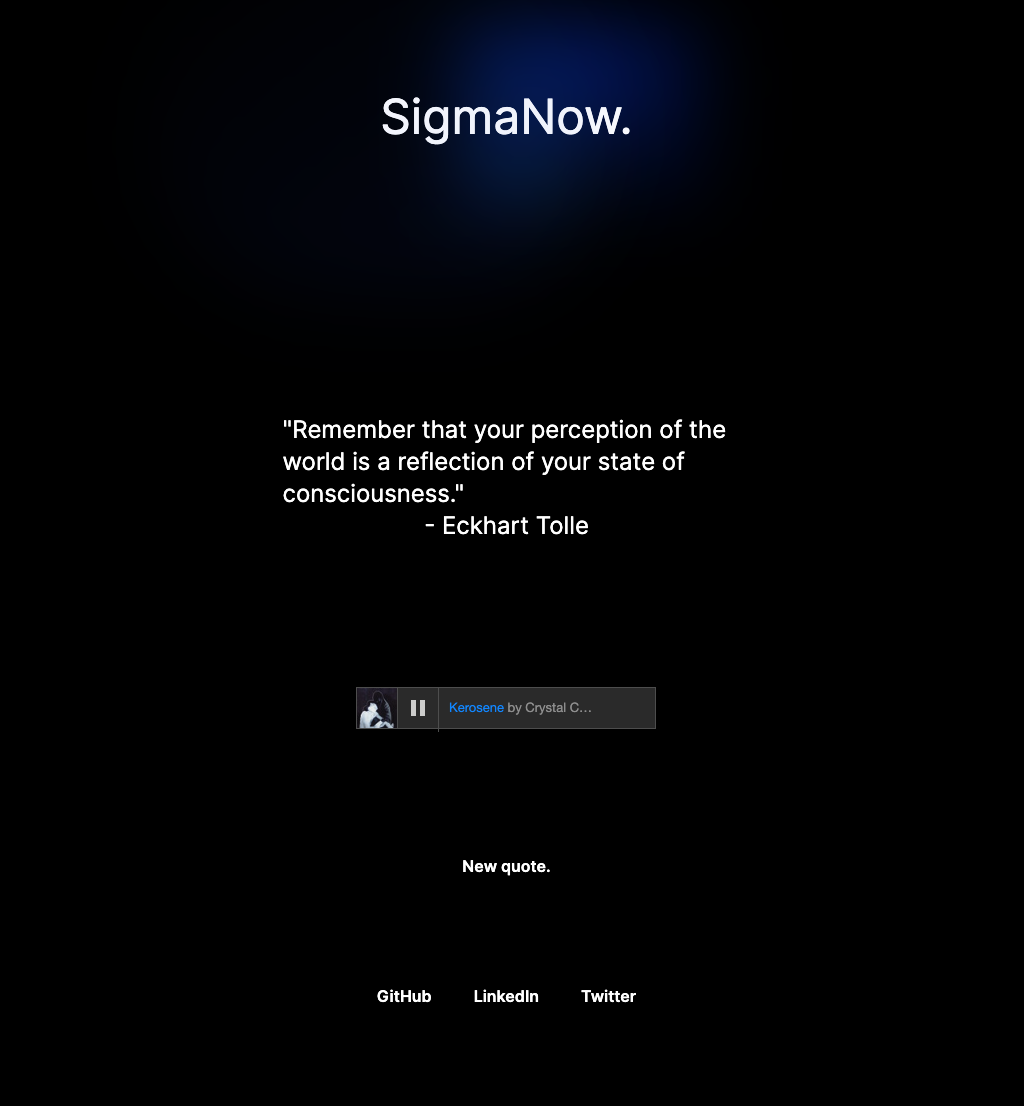 SigmaNow.
"Remember that your perception of the
world is a reflection of your state of
consciousness."
- Eckhart Tolle
Kerosene by Crystal C...
New quote.
GitHub LinkedIn Twitter